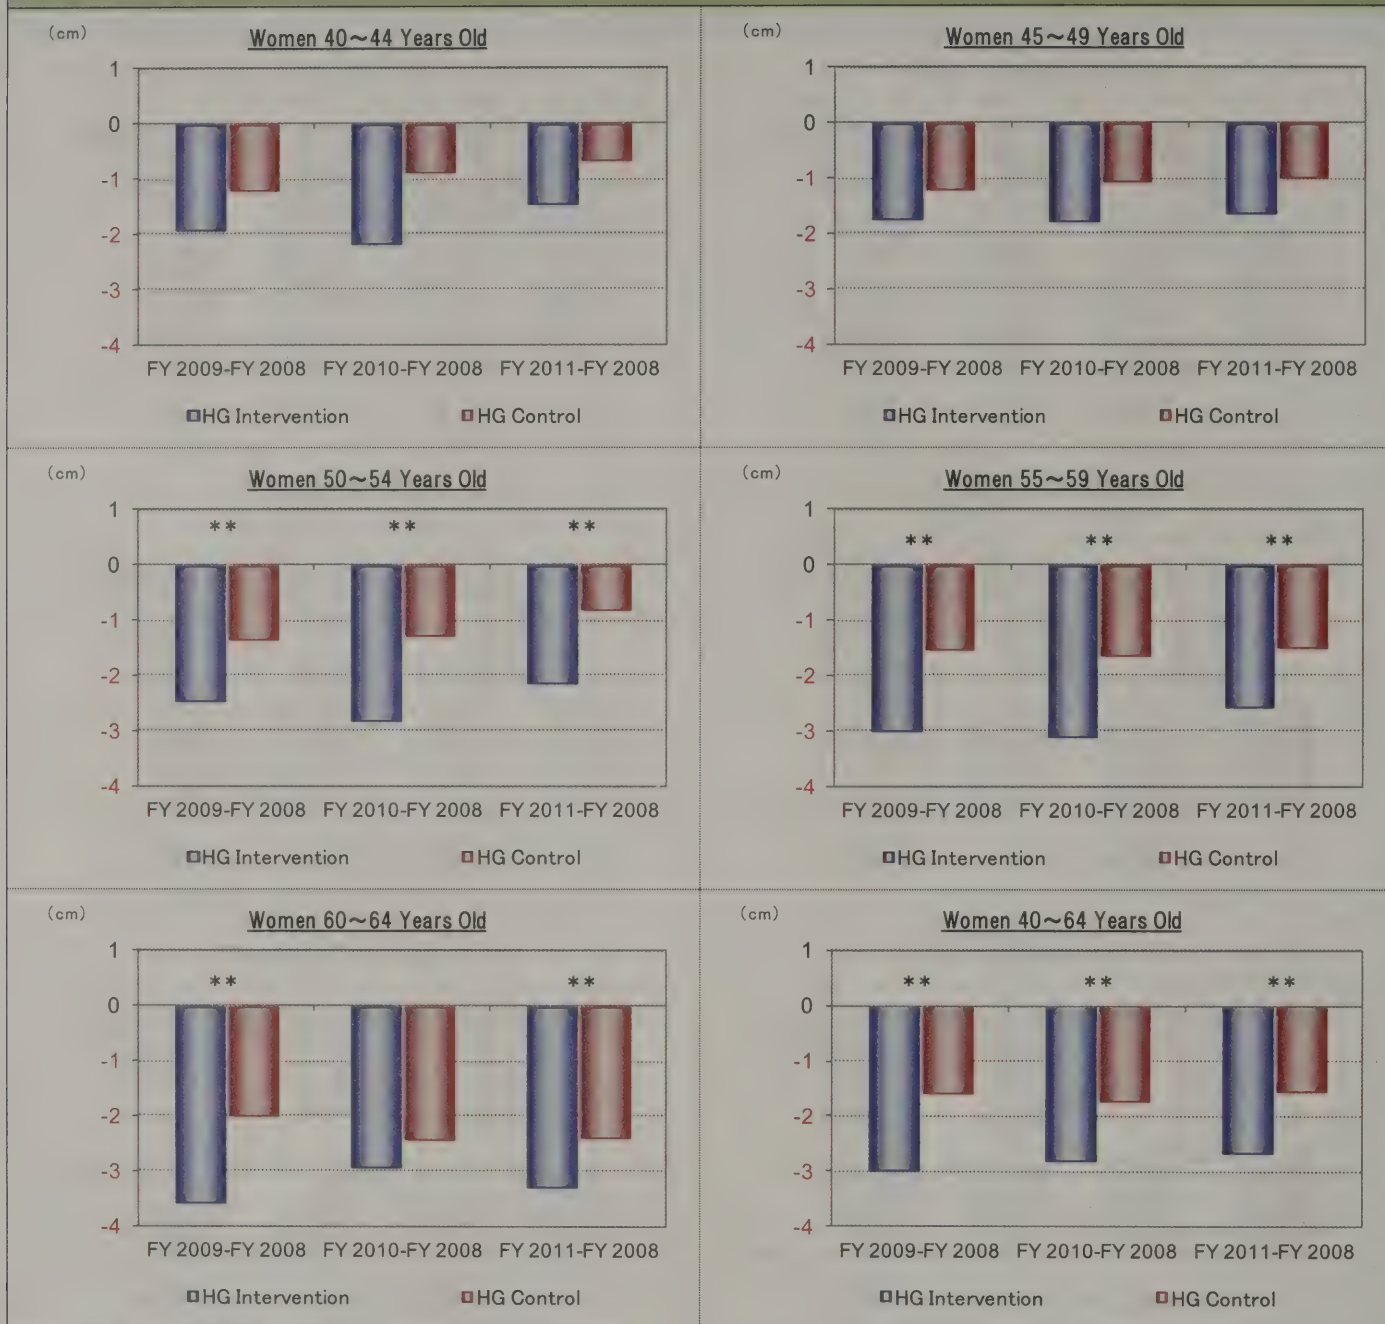 (cm)
Women 40～44 Years Old
1
0
-1
-2
-3
-4
FY 2009-FY 2008 FY 2010-FY 2008 FY 2011-FY 2008
HG Intervention HG Control
(cm)
Women 45～49 Years Old
1
0
-1
-2
-3
-4
FY 2009-FY 2008 FY 2010-FY 2008 FY 2011-FY 2008
HG Intervention HG Control
(cm)
Women 50～54 Years Old
1
** ** **
0
-1
-2
-3
-4
FY 2009-FY 2008 FY 2010-FY 2008 FY 2011-FY 2008
HG Intervention HG Control
(cm)
Women 55～59 Years Old
1
** ** **
0
-1
-2
-3
-4
FY 2009-FY 2008 FY 2010-FY 2008 FY 2011-FY 2008
HG Intervention HG Control
(cm)
Women 60～64 Years Old
1
** **
0
-1
-2
-3
-4
FY 2009-FY 2008 FY 2010-FY 2008 FY 2011-FY 2008
HG Intervention HG Control
(cm)
Women 40～64 Years Old
1
** ** **
0
-1
-2
-3
-4
FY 2009-FY 2008 FY 2010-FY 2008 FY 2011-FY 2008
HG Intervention HG Control